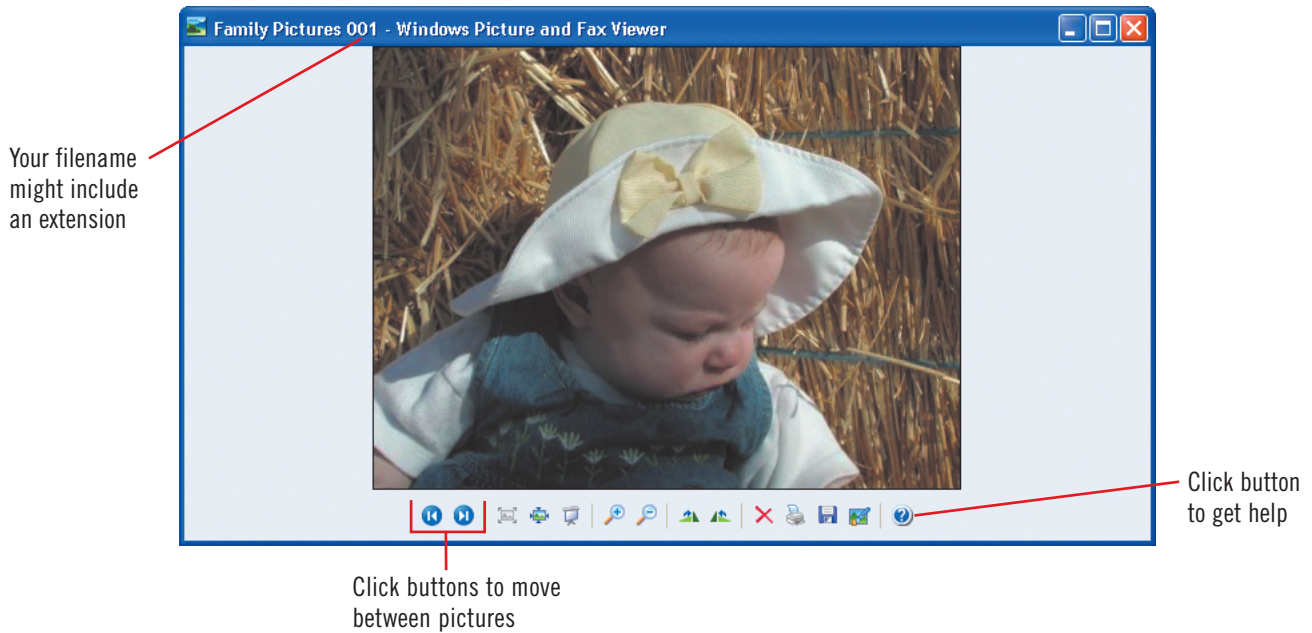 Family Pictures 001 - Windows Picture and Fax Viewer
Your filename
might include
an extension
Click button
to get help
Click buttons to move
between pictures